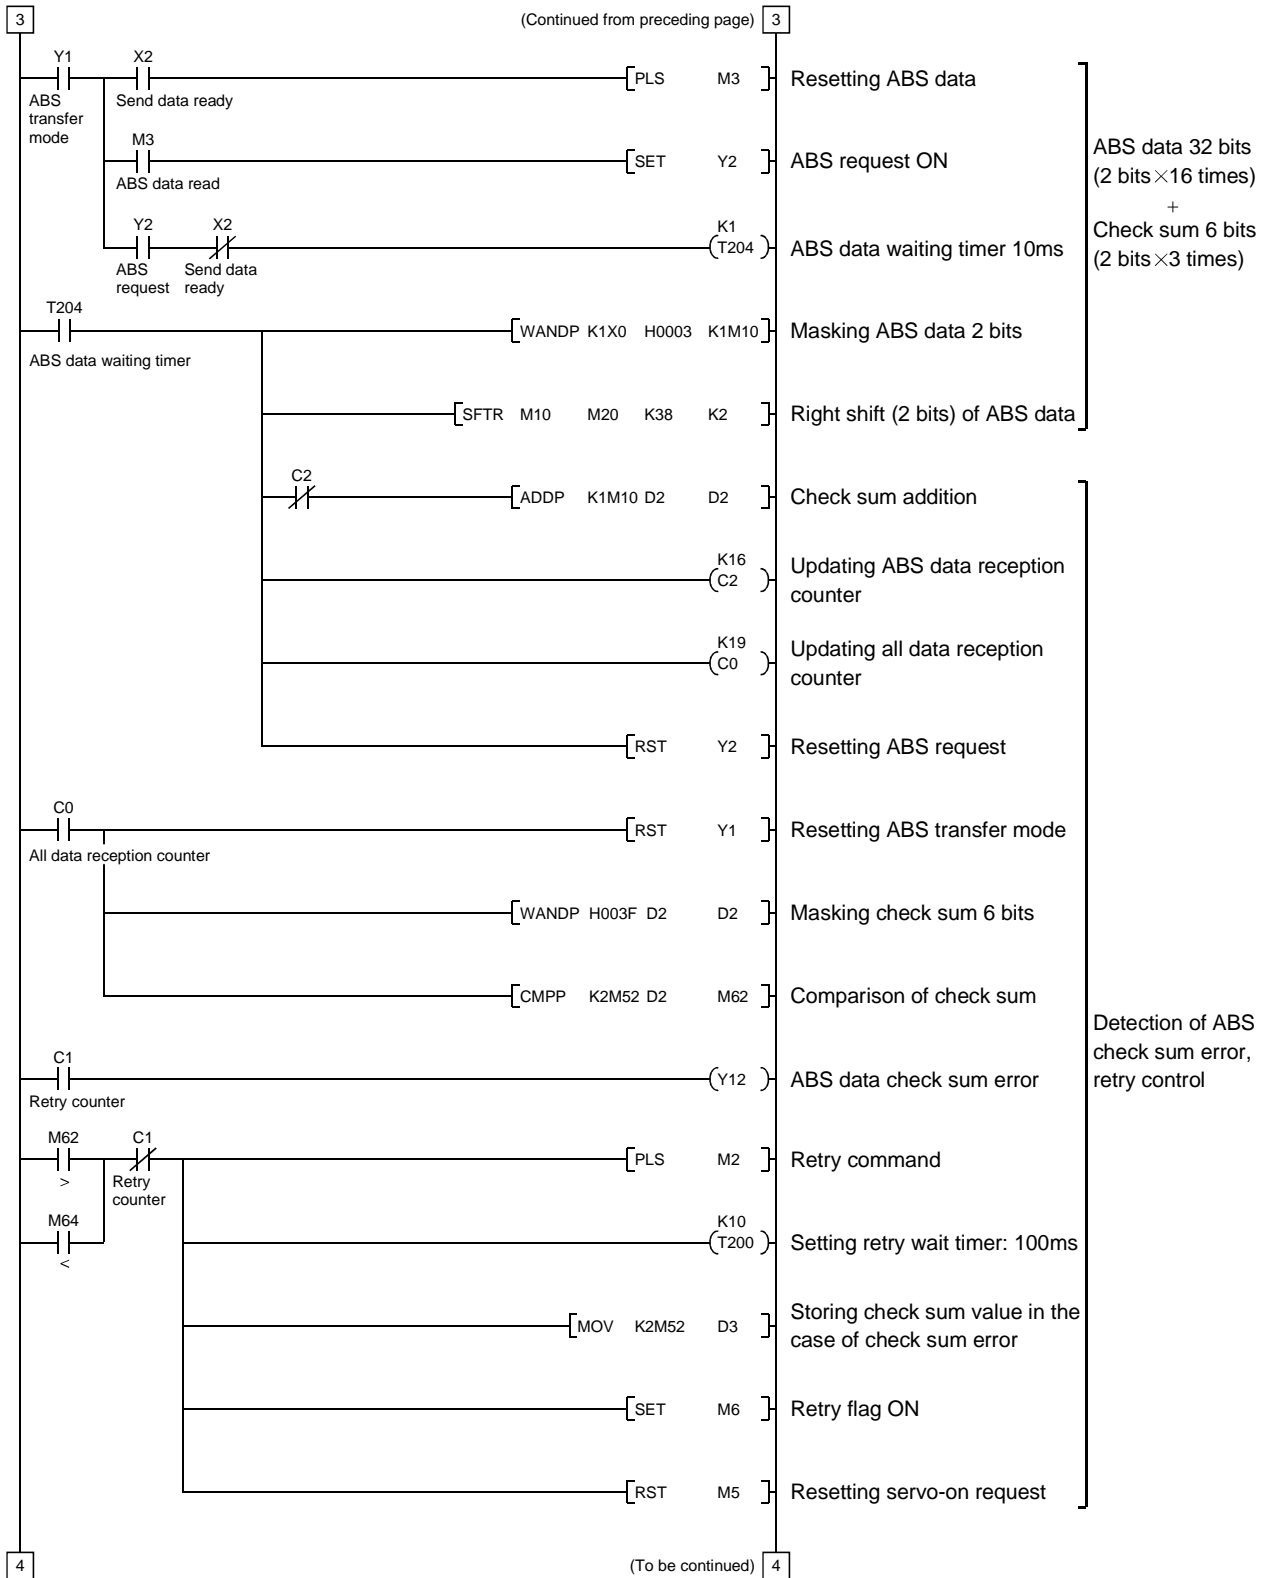 3 (Continued from preceding page) 3
Y1 X2
PLS M3 Resetting ABS data
ABS transfer mode Send data ready
M3
SET Y2 ABS request ON
ABS data read
ABS data 32 bits
(2 bits×16 times)
+
Check sum 6 bits
(2 bits×3 times)
Y2 X2 K1
T204 ABS data waiting timer 10ms
ABS request Send data ready
T204
WANDP K1X0 H0003 K1M10 Masking ABS data 2 bits
ABS data waiting timer
SFTR M10 M20 K38 K2 Right shift (2 bits) of ABS data
C2
ADDP K1M10 D2 D2 Check sum addition
K16
C2 Updating ABS data reception
counter
K19
C0 Updating all data reception
counter
RST Y2 Resetting ABS request
C0
RST Y1 Resetting ABS transfer mode
All data reception counter
WANDP H003F D2 D2 Masking check sum 6 bits
CMPP K2M52 D2 M62 Comparison of check sum
Detection of ABS
check sum error,
retry control
C1
Y12 ABS data check sum error
Retry counter
M62 C1
PLS M2 Retry command
> Retry counter
M64 K10
T200 Setting retry wait timer: 100ms
<
MOV K2M52 D3 Storing check sum value in the
case of check sum error
SET M6 Retry flag ON
RST M5 Resetting servo-on request
4 (To be continued) 4